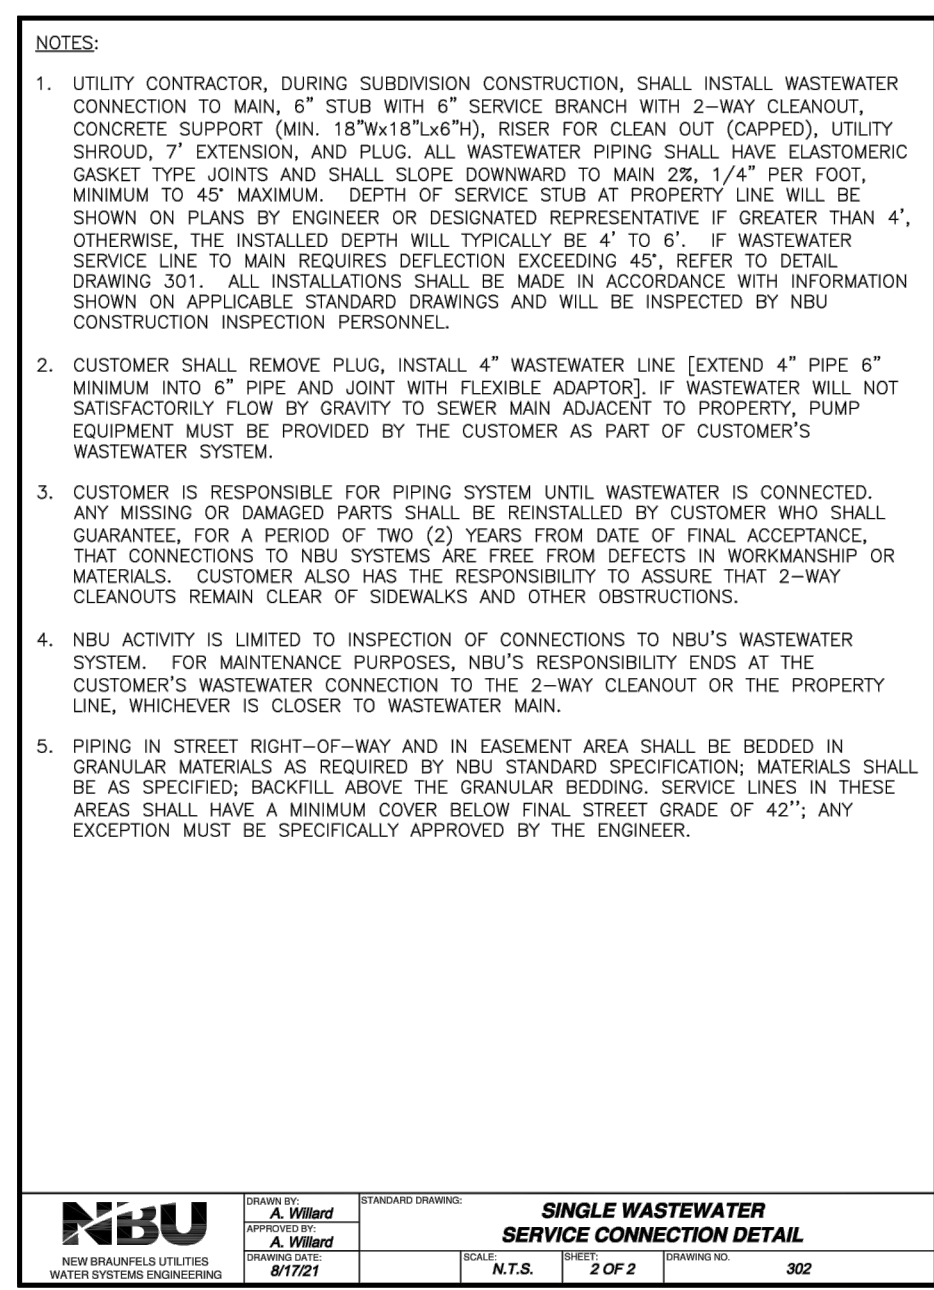 NOTES:
1. UTILITY CONTRACTOR, DURING SUBDIVISION CONSTRUCTION, SHALL INSTALL WASTEWATER
CONNECTION TO MAIN, 6" STUB WITH 6" SERVICE BRANCH WITH 2-WAY CLEANOUT,
CONCRETE SUPPORT (MIN. 18"Wx18"Lx6"H), RISER FOR CLEAN OUT (CAPPED), UTILITY
SHROUD, 7' EXTENSION, AND PLUG. ALL WASTEWATER PIPING SHALL HAVE ELASTOMERIC
GASKET TYPE JOINTS AND SHALL SLOPE DOWNWARD TO MAIN 2%, 1/4" PER FOOT,
MINIMUM TO 45° MAXIMUM. DEPTH OF SERVICE STUB AT PROPERTY LINE WILL BE
SHOWN ON PLANS BY ENGINEER OR DESIGNATED REPRESENTATIVE IF GREATER THAN 4',
OTHERWISE, THE INSTALLED DEPTH WILL TYPICALLY BE 4' TO 6'. IF WASTEWATER
SERVICE LINE TO MAIN REQUIRES DEFLECTION EXCEEDING 45°, REFER TO DETAIL
DRAWING 301. ALL INSTALLATIONS SHALL BE MADE IN ACCORDANCE WITH INFORMATION
SHOWN ON APPLICABLE STANDARD DRAWINGS AND WILL BE INSPECTED BY NBU
CONSTRUCTION INSPECTION PERSONNEL.
2. CUSTOMER SHALL REMOVE PLUG, INSTALL 4" WASTEWATER LINE [EXTEND 4" PIPE 6"
MINIMUM INTO 6" PIPE AND JOINT WITH FLEXIBLE ADAPTOR]. IF WASTEWATER WILL NOT
SATISFACTORILY FLOW BY GRAVITY TO SEWER MAIN ADJACENT TO PROPERTY, PUMP
EQUIPMENT MUST BE PROVIDED BY THE CUSTOMER AS PART OF CUSTOMER'S
WASTEWATER SYSTEM.
3. CUSTOMER IS RESPONSIBLE FOR PIPING SYSTEM UNTIL WASTEWATER IS CONNECTED.
ANY MISSING OR DAMAGED PARTS SHALL BE REINSTALLED BY CUSTOMER WHO SHALL
GUARANTEE, FOR A PERIOD OF TWO (2) YEARS FROM DATE OF FINAL ACCEPTANCE,
THAT CONNECTIONS TO NBU SYSTEMS ARE FREE FROM DEFECTS IN WORKMANSHIP OR
MATERIALS. CUSTOMER ALSO HAS THE RESPONSIBILITY TO ASSURE THAT 2-WAY
CLEANOUTS REMAIN CLEAR OF SIDEWALKS AND OTHER OBSTRUCTIONS.
4. NBU ACTIVITY IS LIMITED TO INSPECTION OF CONNECTIONS TO NBU'S WASTEWATER
SYSTEM. FOR MAINTENANCE PURPOSES, NBU'S RESPONSIBILITY ENDS AT THE
CUSTOMER'S WASTEWATER CONNECTION TO THE 2-WAY CLEANOUT OR THE PROPERTY
LINE, WHICHEVER IS CLOSER TO WASTEWATER MAIN.
5. PIPING IN STREET RIGHT-OF-WAY AND IN EASEMENT AREA SHALL BE BEDDED IN
GRANULAR MATERIALS AS REQUIRED BY NBU STANDARD SPECIFICATION; MATERIALS SHALL
BE AS SPECIFIED; BACKFILL ABOVE THE GRANULAR BEDDING. SERVICE LINES IN THESE
AREAS SHALL HAVE A MINIMUM COVER BELOW FINAL STREET GRADE OF 42''; ANY
EXCEPTION MUST BE SPECIFICALLY APPROVED BY THE ENGINEER.
NBU
NEW BRAUNFELS UTILITIES
WATER SYSTEMS ENGINEERING
DRAWN BY:
A. Willard
APPROVED BY:
A. Willard
DRAWING DATE:
8/17/21
STANDARD DRAWING:
SINGLE WASTEWATER
SERVICE CONNECTION DETAIL
SCALE:
N.T.S.
SHEET:
2 OF 2
DRAWING NO.
302